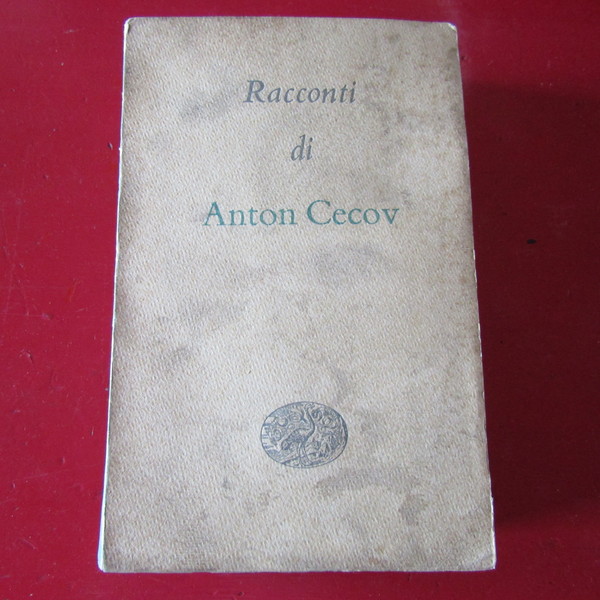 Racconti
di
Anton Cecov